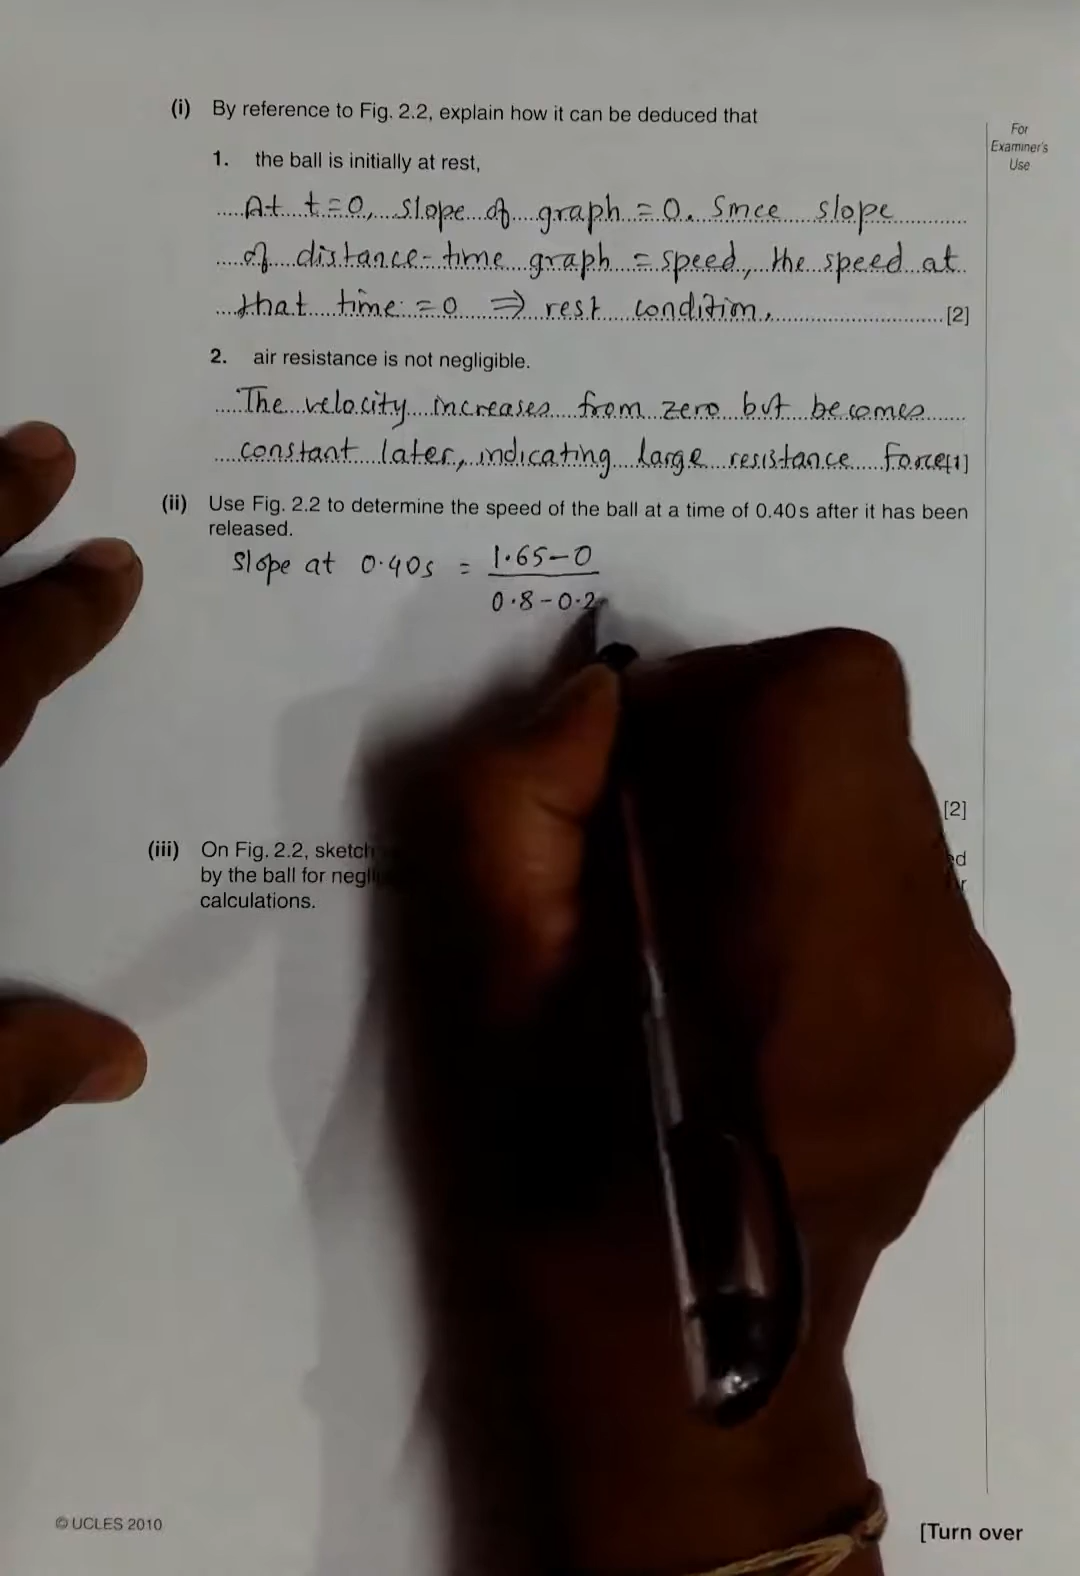 (i) By reference to Fig. 2.2, explain how it can be deduced that
For
Examiner's
Use
1. the ball is initially at rest,
At t=0, slope of graph = 0. Since slope
of distance-time graph = speed, the speed at
that time = 0 ⇒ rest condition. [2]
2. air resistance is not negligible.
The velocity increases from zero but becomes
constant later, indicating large resistance force [1]
(ii) Use Fig. 2.2 to determine the speed of the ball at a time of 0.40 s after it has been
released.
Slope at 0.40s = 1.65-0
0.8-0.2
[2]
(iii) On Fig. 2.2, sketch
by the ball for
calculations.
© UCLES 2010
[Turn over